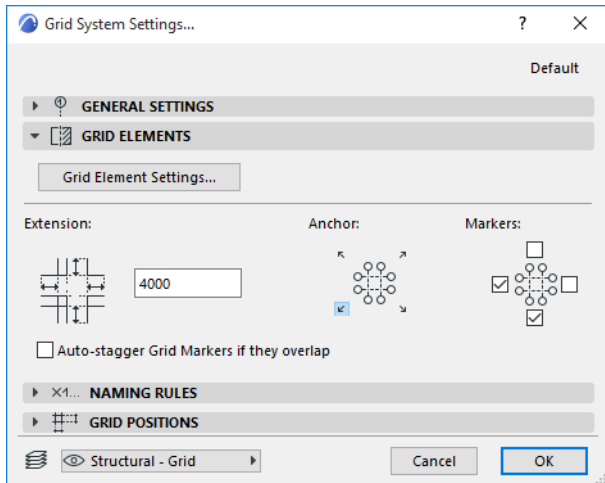 Grid System Settings...
?
Default
GENERAL SETTINGS
GRID ELEMENTS
Grid Element Settings...
Extension:
Anchor:
Markers:
4000
Auto-stagger Grid Markers if they overlap
X1... NAMING RULES
GRID POSITIONS
Structural - Grid
Cancel
OK